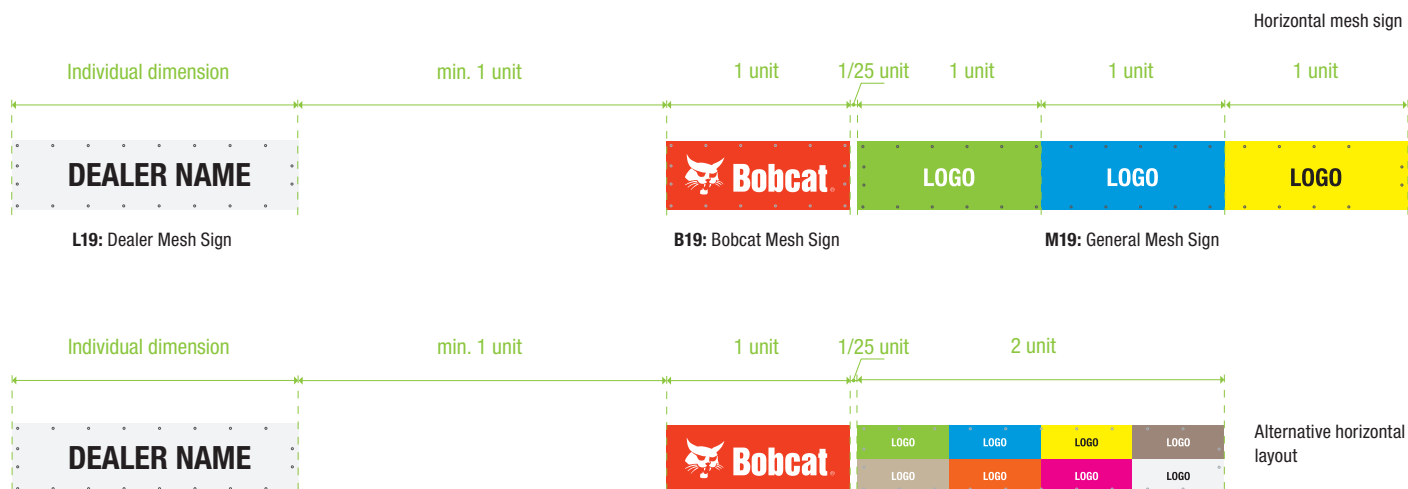 Horizontal mesh sign
Individual dimension min. 1 unit 1 unit 1/25 unit 1 unit 1 unit 1 unit
DEALER NAME Bobcat LOGO LOGO LOGO
L19: Dealer Mesh Sign B19: Bobcat Mesh Sign M19: General Mesh Sign
Individual dimension min. 1 unit 1 unit 1/25 unit 2 unit
DEALER NAME Bobcat LOGO LOGO LOGO LOGO
LOGO LOGO LOGO LOGO
Alternative horizontal
layout